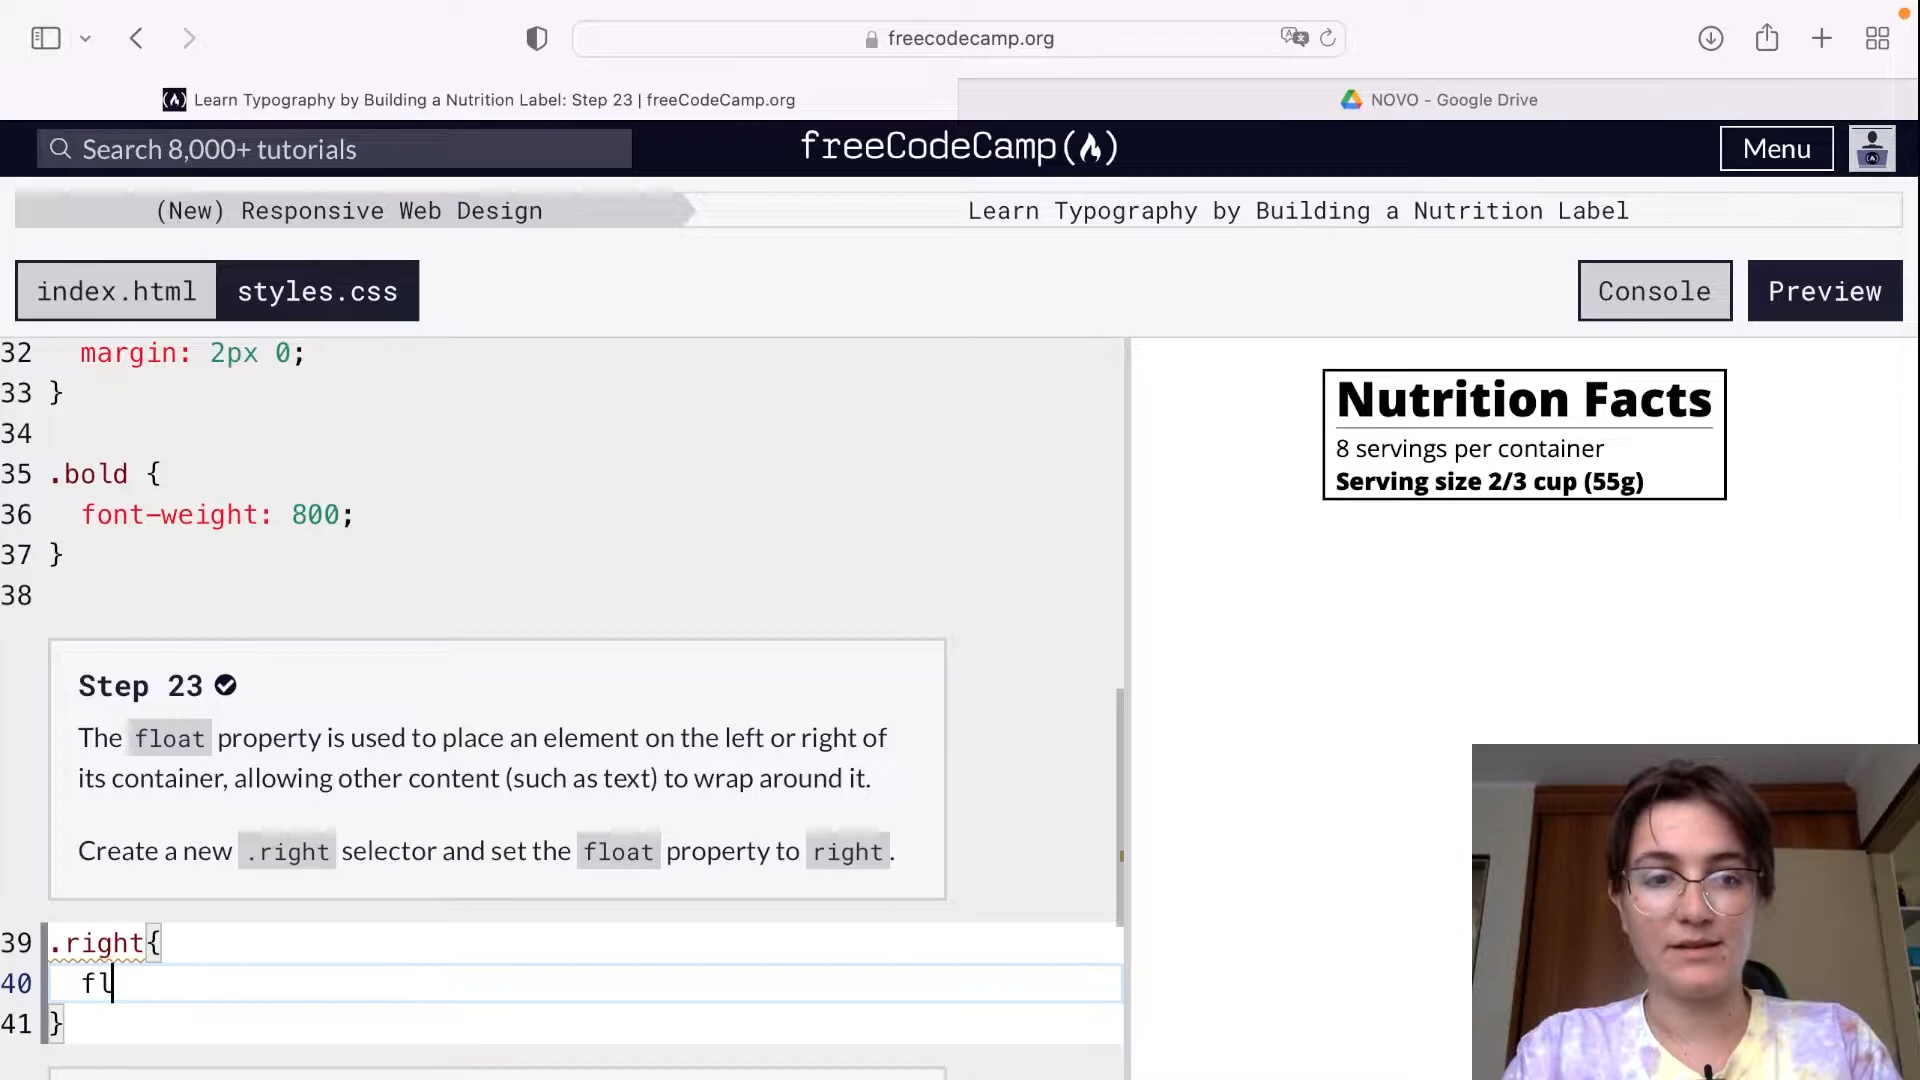 freecodecamp.org
Learn Typography by Building a Nutrition Label: Step 23 | freeCodeCamp.org
NOVO - Google Drive
Search 8,000+ tutorials
freeCodeCamp
Menu
(New) Responsive Web Design
Learn Typography by Building a Nutrition Label
index.html
styles.css
Console
Preview
32 margin: 2px 0;
33 }
34
35 .bold {
36 font-weight: 800;
37 }
38
Step 23
The float property is used to place an element on the left or right of
its container, allowing other content (such as text) to wrap around it.
Create a new .right selector and set the float property to right.
39 .right{
40 fl
41 }
Nutrition Facts
8 servings per container
Serving size 2/3 cup (55g)